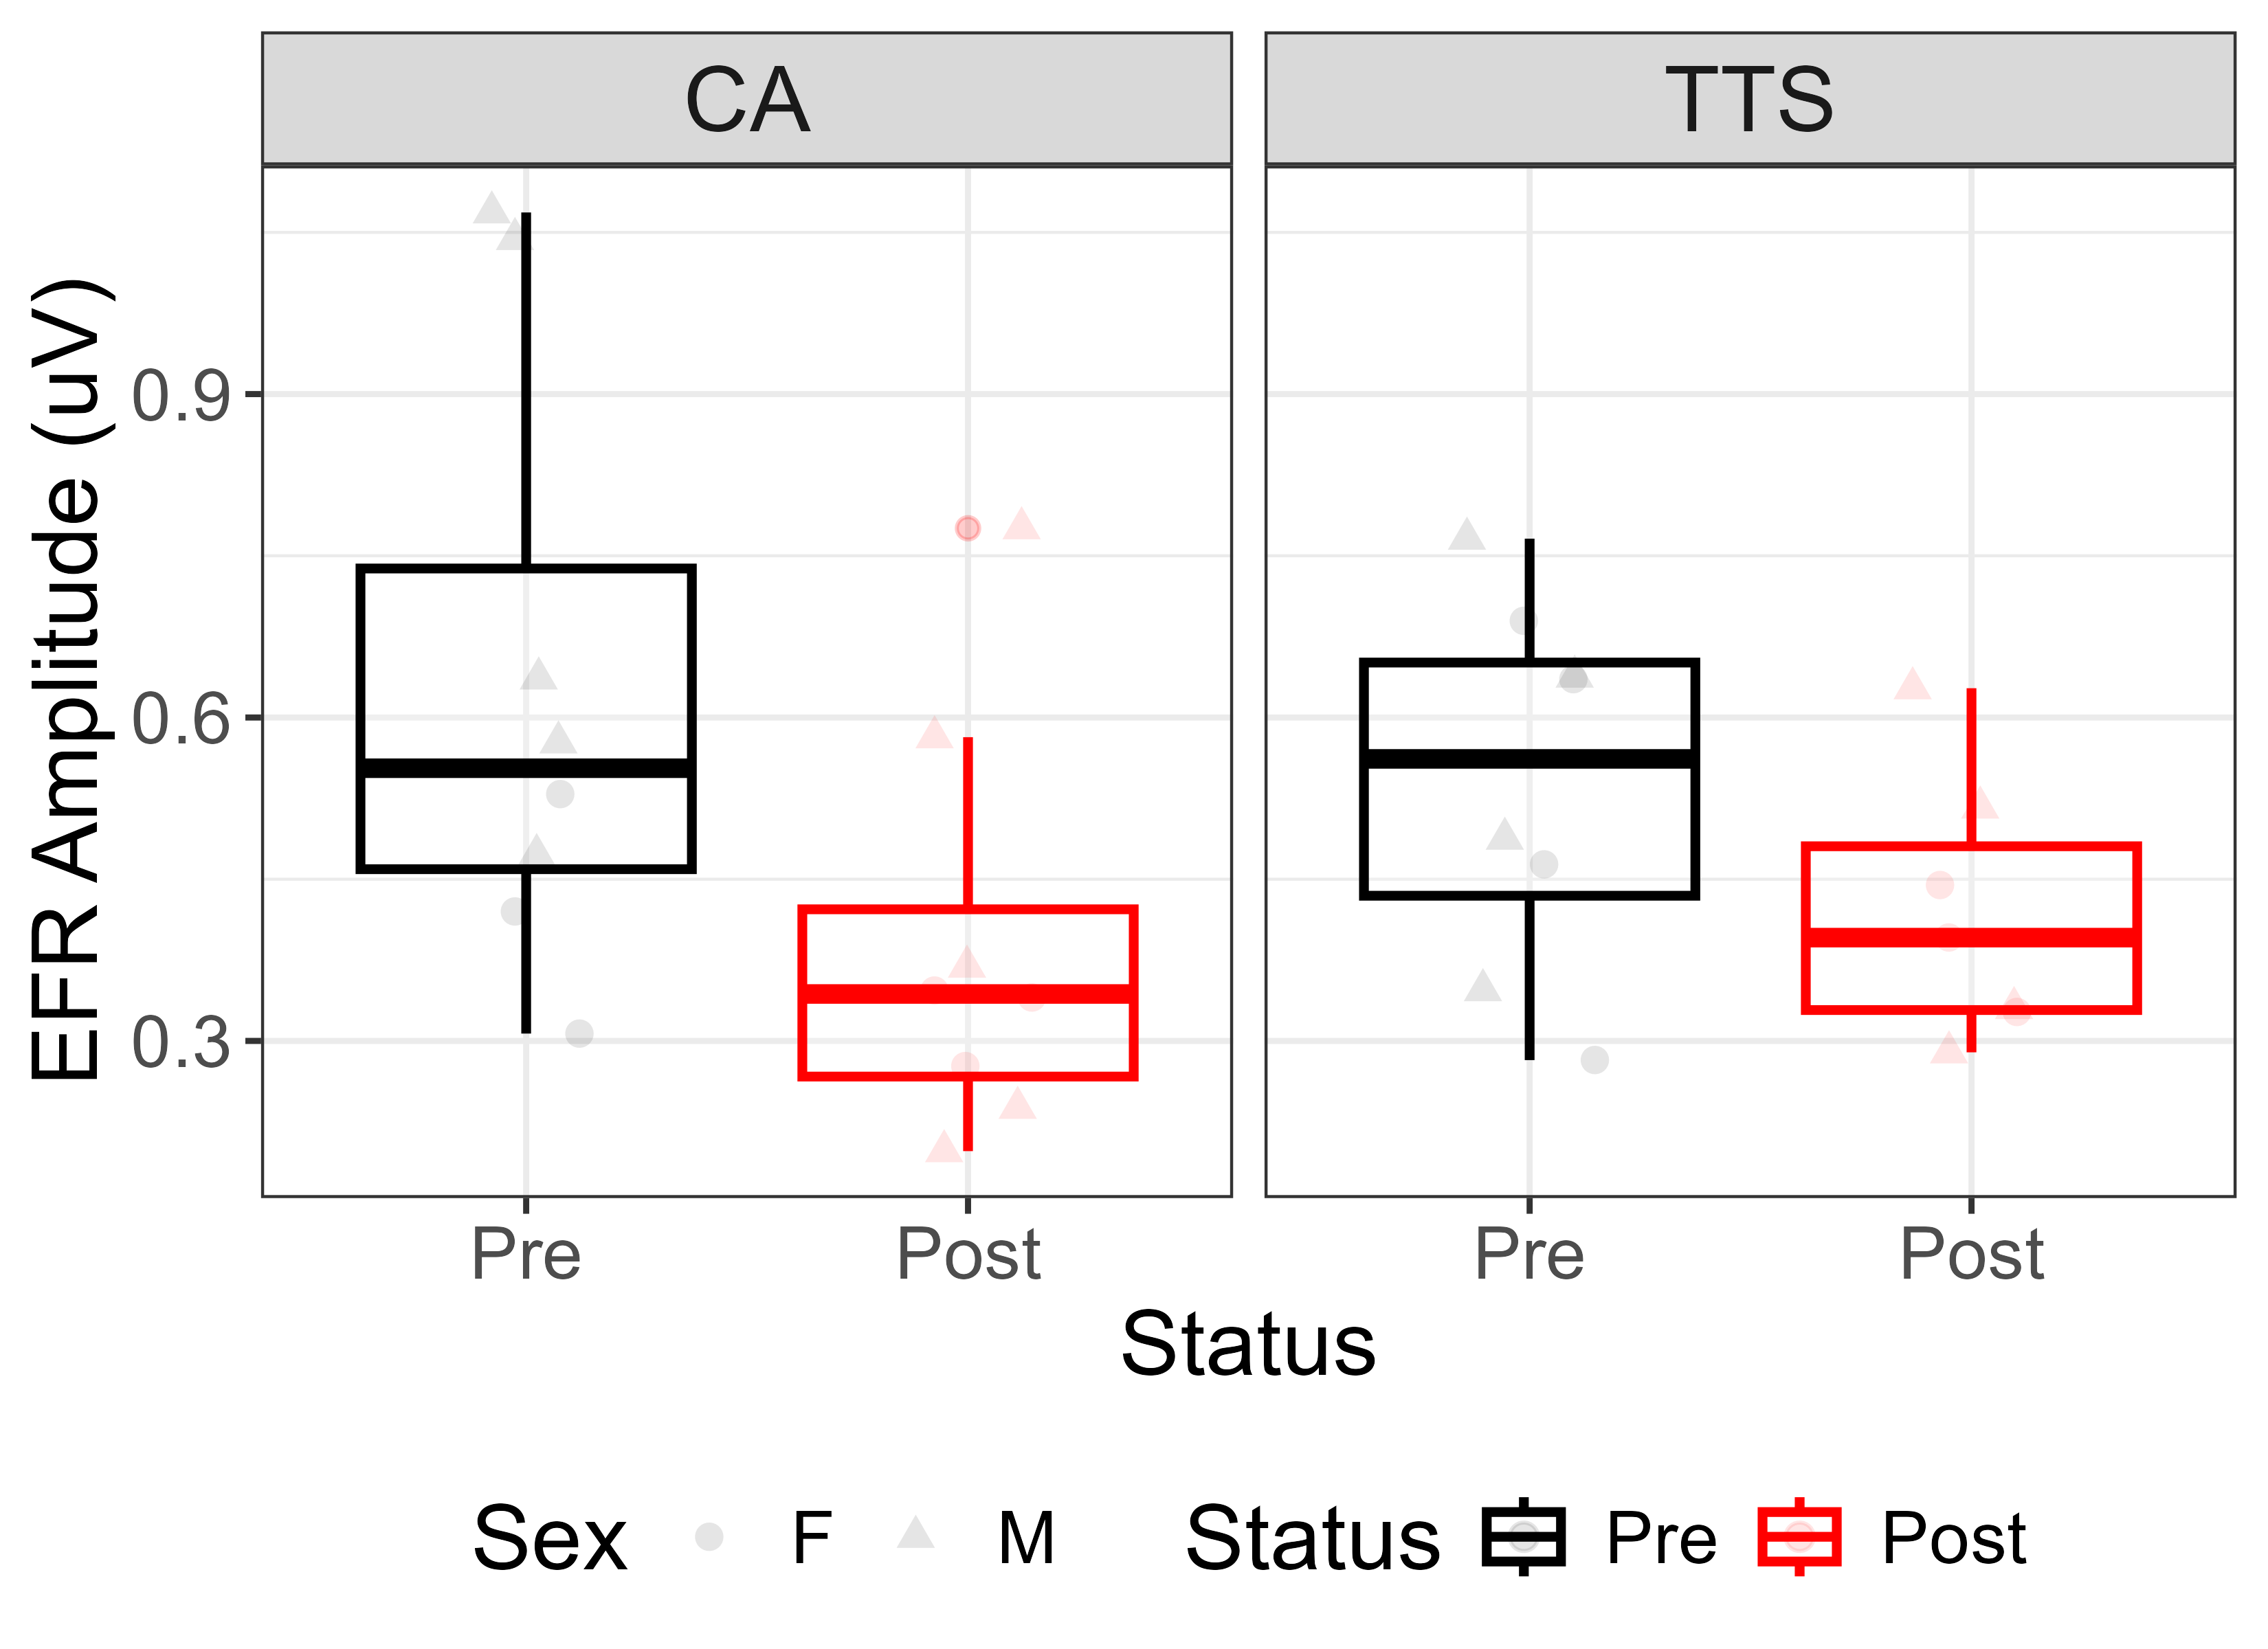 CA
TTS
EFR Amplitude (uV)
0.9
0.6
0.3
Pre
Post
Pre
Post
Status
Sex F M Status Pre Post